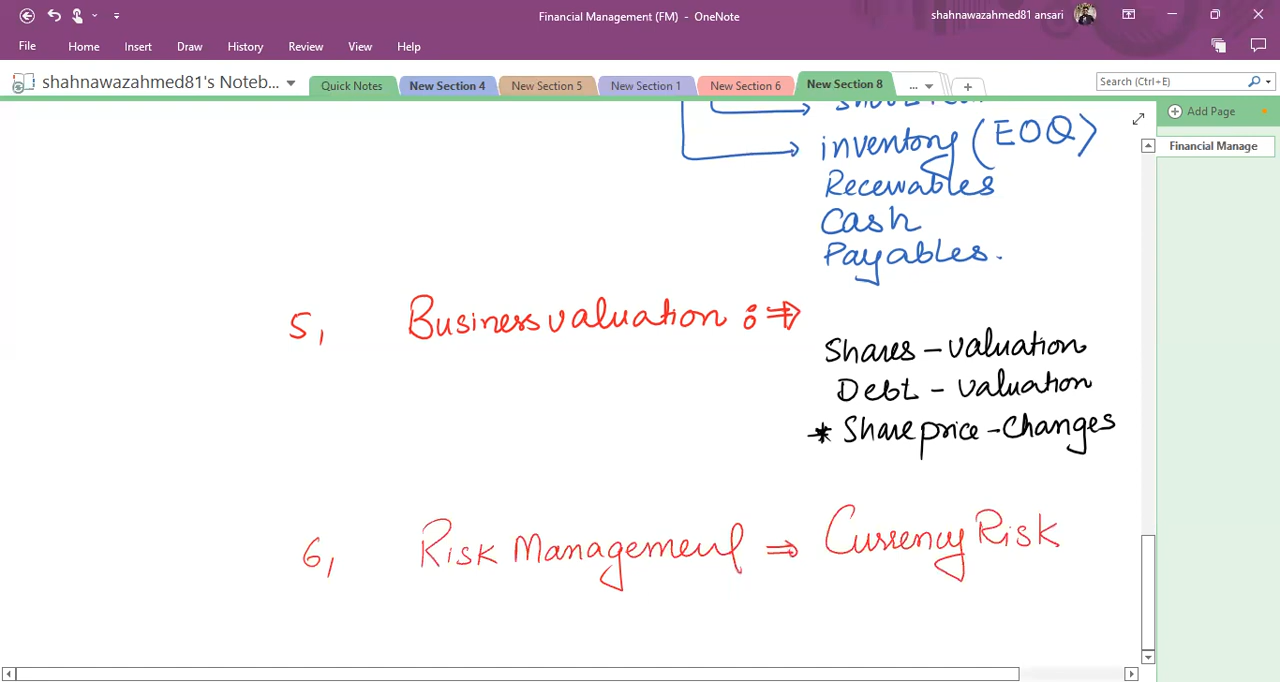 Financial Management (FM) - OneNote
shahnawazahmed81 ansari
File Home Insert Draw History Review View Help
shahnawazahmed81's Noteb... Quick Notes New Section 4 New Section 5 New Section 1 New Section 6 New Section 8 ... +
Search (Ctrl+E)
Add Page
Financial Manage
inventory (EOQ)
Receivables
Cash
Payables.
5, Business valuation :⇒
Shares - valuation
Debt - valuation
* Share price - Changes
6, Risk Management ⇒ Currency Risk